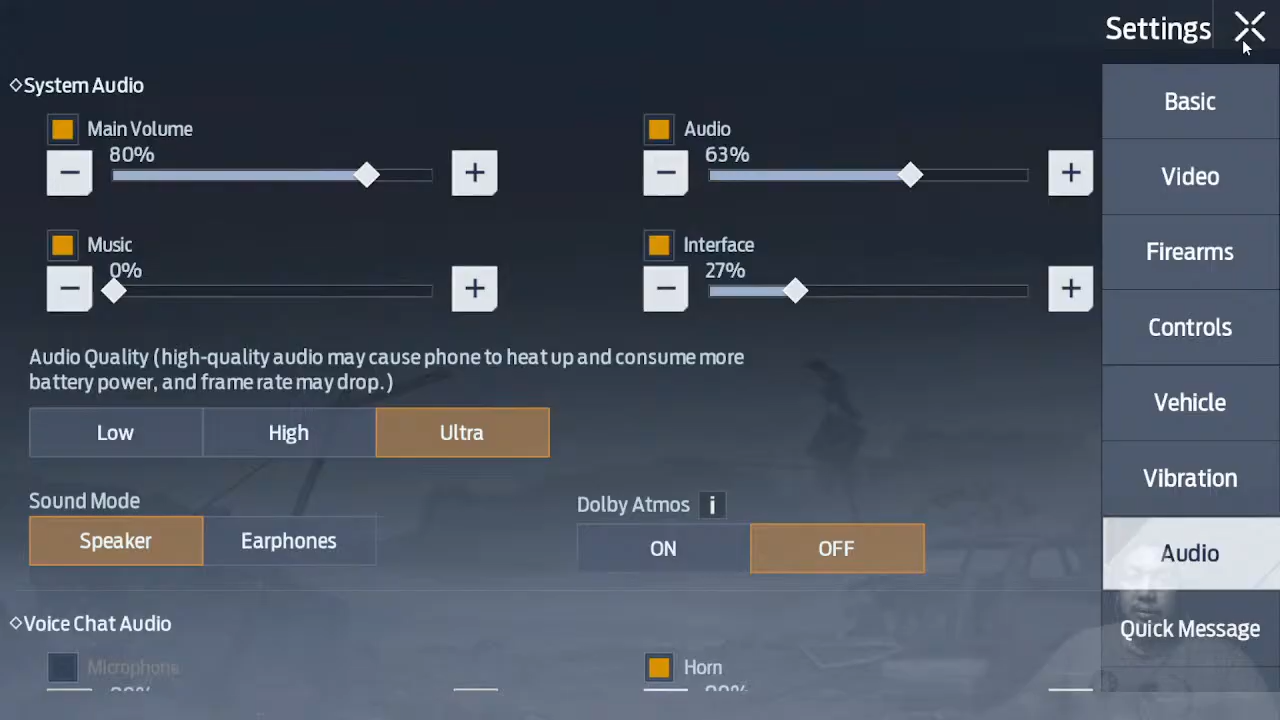 Settings
System Audio
Main Volume
80%
Audio
63%
Music
0%
Interface
27%
Audio Quality (high-quality audio may cause phone to heat up and consume more
battery power, and frame rate may drop.)
Low
High
Ultra
Sound Mode
Speaker
Earphones
Dolby Atmos i
ON
OFF
Voice Chat Audio
Microphone
Horn
Basic
Video
Firearms
Controls
Vehicle
Vibration
Audio
Quick Message